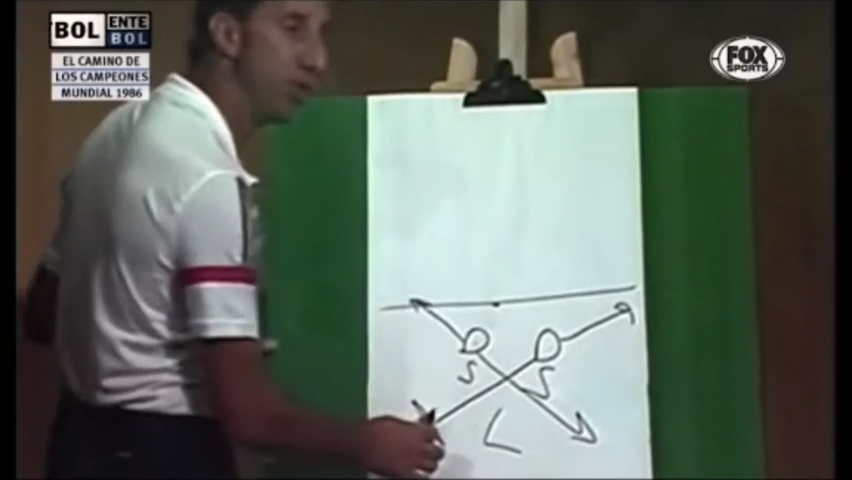 BOL ENTE
BOL
EL CAMINO DE
LOS CAMPEONES
MUNDIAL 1986
FOX
SPORTS
S S
L